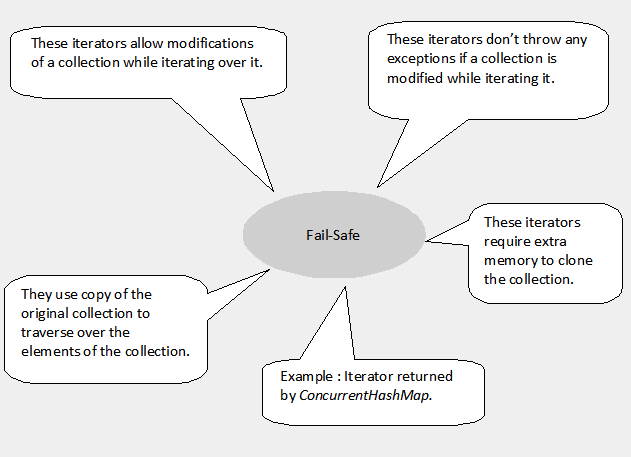 These iterators allow modifications
of a collection while iterating over it.
These iterators don’t throw any
exceptions if a collection is
modified while iterating it.
Fail-Safe
These iterators
require extra
memory to clone
the collection.
They use copy of the
original collection to
traverse over the
elements of the collection.
Example : Iterator returned
by ConcurrentHashMap.